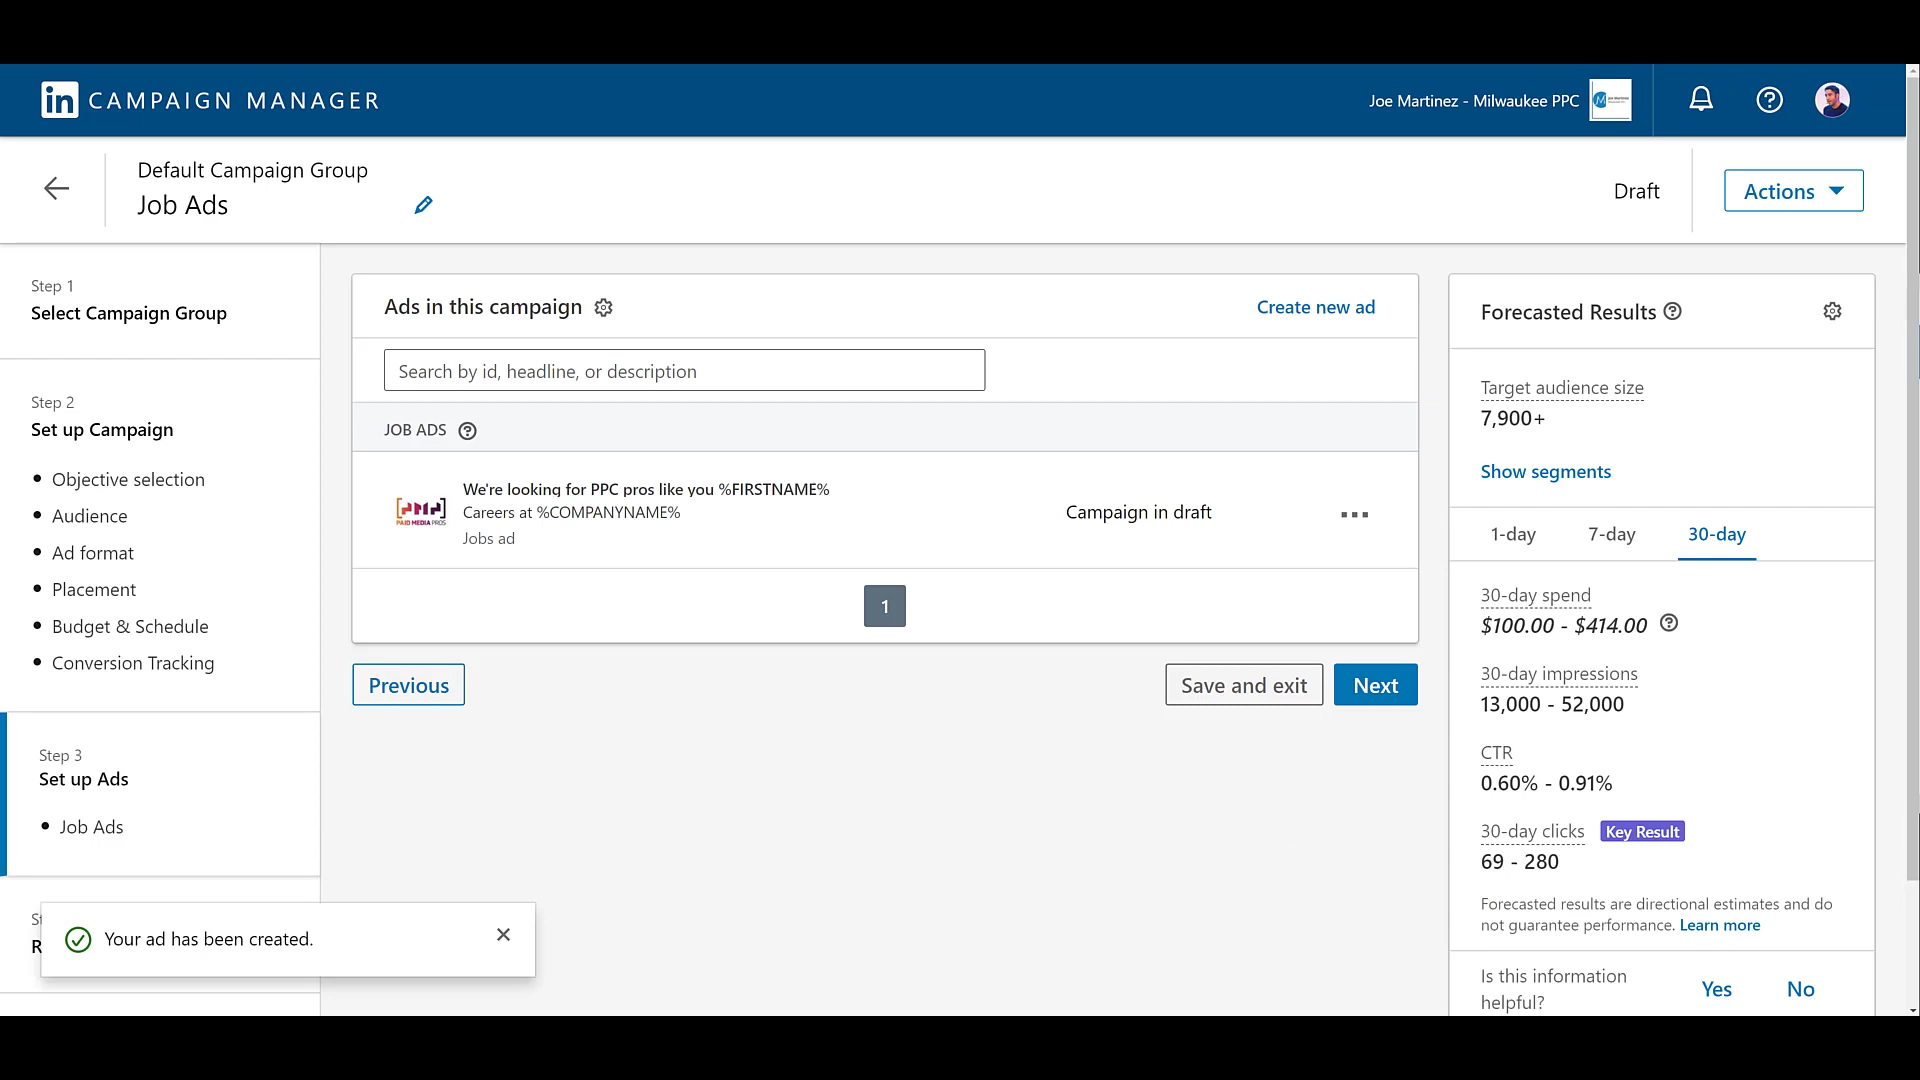 in CAMPAIGN MANAGER
Joe Martinez - Milwaukee PPC
Default Campaign Group
Job Ads
Draft
Actions
Step 1
Select Campaign Group
Step 2
Set up Campaign
Objective selection
Audience
Ad format
Placement
Budget & Schedule
Conversion Tracking
Step 3
Set up Ads
Job Ads
St
R
Your ad has been created.
Ads in this campaign
Create new ad
Search by id, headline, or description
JOB ADS
PAID MEDIA PROS
We're looking for PPC pros like you %FIRSTNAME%
Careers at %COMPANYNAME%
Jobs ad
Campaign in draft
1
Previous
Save and exit
Next
Forecasted Results
Target audience size
7,900+
Show segments
1-day 7-day 30-day
30-day spend
$100.00 - $414.00
30-day impressions
13,000 - 52,000
CTR
0.60% - 0.91%
30-day clicks Key Result
69 - 280
Forecasted results are directional estimates and do
not guarantee performance. Learn more
Is this information
helpful?
Yes No